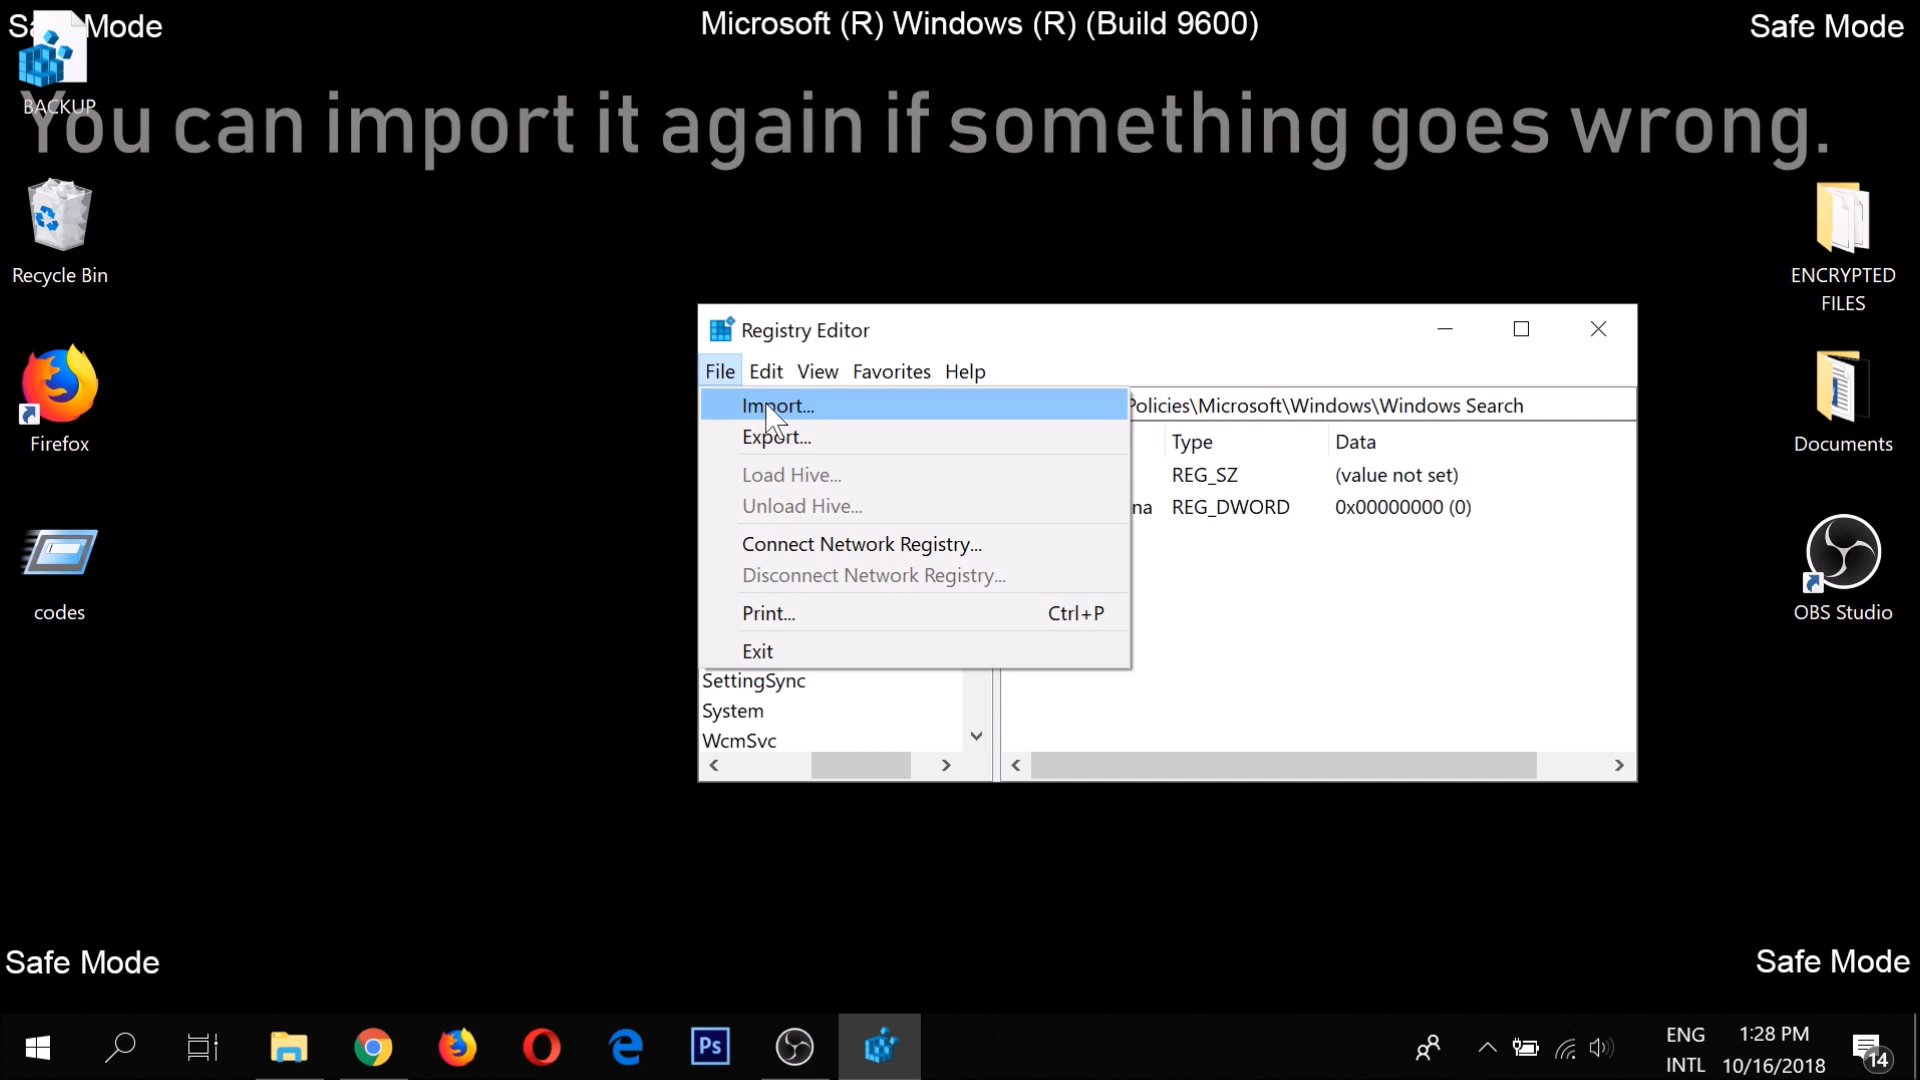 Sa Mode
Microsoft (R) Windows (R) (Build 9600)
Safe Mode
BACKUP
You can import it again if something goes wrong.
Recycle Bin
Firefox
codes
ENCRYPTED
FILES
Documents
OBS Studio
Registry Editor
File Edit View Favorites Help
Policies\Microsoft\Windows\Windows Search
Import...
Export...
Load Hive...
Unload Hive...
Connect Network Registry...
Disconnect Network Registry...
Print... Ctrl+P
Exit
Type Data
REG_SZ (value not set)
na REG_DWORD 0x00000000 (0)
SettingSync
System
WcmSvc
Safe Mode
Safe Mode
Ps
ENG
INTL
1:28 PM
10/16/2018
14